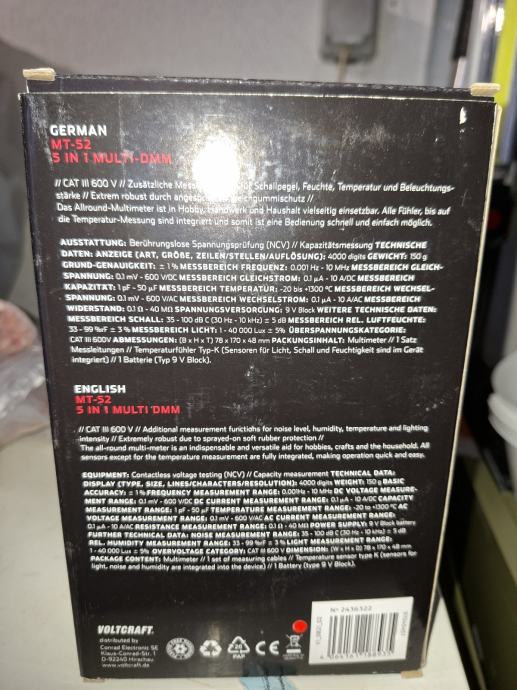 GERMAN
MT-52
5 IN 1 MULTI-DMM
// CAT III 600 V // Zusätzliche Mess Schallpegel, Feuchte, Temperatur und Beleuchtungs-
stärke // Extrem robust durch angespritzten Weichgummischutz //
Das Allround-Multimeter ist in Hobby, Handwerk und Haushalt vielseitig einsetzbar. Alle Fühler, bis auf
die Temperatur-Messung sind integriert und somit ist eine Bedienung schnell und einfach möglich.
AUSSTATTUNG: Berührungslose Spannungsprüfung (NCV) // Kapazitätsmessung TECHNISCHE
DATEN: ANZEIGE (ART, GRÖßE, ZEILEN/STELLEN/AUFLÖSUNG): 4000 digits GEWICHT: 150 g
GRUND-GENAUIGKEIT: ± 1 % MESSBEREICH FREQUENZ: 0.001 Hz - 10 MHz MESSBEREICH GLEICH-
SPANNUNG: 0.1 mV - 600 V/DC MESSBEREICH GLEICHSTROM: 0.1 µA - 10 A/DC MESSBEREICH
KAPAZITÄT: 1 pF - 50 µF MESSBEREICH TEMPERATUR: -20 bis +1300 °C MESSBEREICH WECHSEL-
SPANNUNG: 0.1 mV - 600 V/AC MESSBEREICH WECHSELSTROM: 0.1 µA - 10 A/AC MESSBEREICH
WIDERSTAND: 0.1 Ω - 40 MΩ SPANNUNGSVERSORGUNG: 9 V Block WEITERE TECHNISCHE DATEN:
MESSBEREICH SCHALL: 35 - 100 dB C (30 Hz - 10 kHz) ± 5 dB MESSBEREICH REL. LUFTFEUCHTE:
33 - 99 %rF ± 3 % MESSBEREICH LICHT: 1 - 40 000 Lux ± 5% ÜBERSPANNUNGSKATEGORIE:
CAT III 600V ABMESSUNGEN: (B x H x T) 78 x 170 x 48 mm PACKUNGSINHALT: Multimeter // 1 Satz
Messleitungen // Temperaturfühler Typ-K (Sensoren für Licht, Schall und Feuchtigkeit sind im Gerät
integriert) // 1 Batterie (Typ 9 V Block).
ENGLISH
MT-52
5 IN 1 MULTI DMM
// CAT III 600 V // Additional measurement functions for noise level, humidity, temperature and lighting
intensity // Extremely robust due to sprayed-on soft rubber protection //
The all-round multi-meter is an indispensable and versatile aid for hobbies, crafts and the household. All
sensors except for the temperature measurement are fully integrated, making operation quick and easy.
EQUIPMENT: Contactless voltage testing (NCV) // Capacity measurement TECHNICAL DATA:
DISPLAY (TYPE, SIZE, LINES/CHARACTERS/RESOLUTION): 4000 digits WEIGHT: 150 g BASIC
ACCURACY: ± 1 % FREQUENCY MEASUREMENT RANGE: 0.001Hz - 10 MHz DC VOLTAGE MEASURE-
MENT RANGE: 0.1 mV - 600 V/DC DC CURRENT MEASUREMENT RANGE: 0.1 µA - 10 A/DC CAPACITY
MEASUREMENT RANGE: 1 pF - 50 µF TEMPERATURE MEASUREMENT RANGE: -20 to +1300 °C AC
VOLTAGE MEASUREMENT RANGE: 0.1 mV - 600 V/AC AC CURRENT MEASUREMENT RANGE:
0.1 µA - 10 A/AC RESISTANCE MEASUREMENT RANGE: 0.1 Ω - 40 MΩ POWER SUPPLY: 9 V Block battery
FURTHER TECHNICAL DATA: NOISE MEASUREMENT RANGE: 35 - 100 dB C (30 Hz - 10 kHz) ± 5 dB
REL. HUMIDITY MEASUREMENT RANGE: 33 - 99 %rF ± 3 % LIGHT MEASUREMENT RANGE:
1 - 40 000 Lux ± 5% OVERVOLTAGE CATEGORY: CAT III 600 V DIMENSION: (W x H x D) 78 x 170 x 48 mm
PACKAGE CONTENT: Multimeter // 1 set of measuring cables // Temperature sensor type K (sensors for
light, noise and humidity are integrated into the device) // 1 Battery (type 9 V Block).
VOLTCRAFT.
distributed by
Conrad Electronic SE
Klaus-Conrad-Str. 1
D-92240 Hirschau
www.voltcraft.de
20
PAP
CE
N° 2436322
4 064161 188935